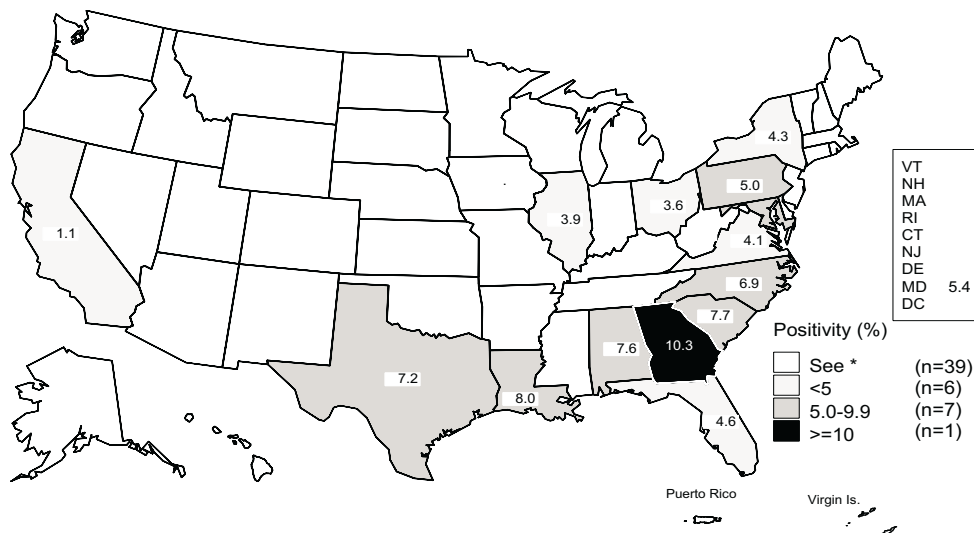 4.3
5.0
3.9
3.6
1.1
4.1
6.9
7.7
7.6
10.3
7.2
8.0
4.6
VT
NH
MA
RI
CT
NJ
DE
MD 5.4
DC
Positivity (%)
See * (n=39)
<5 (n=6)
5.0-9.9 (n=7)
>=10 (n=1)
Puerto Rico
Virgin Is.